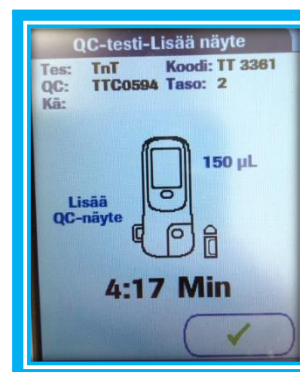 QC-testi-Lisää näyte
Tes: TnT Koodi: TT 3361
QC: TTC0594 Taso: 2
Kä:
150 µL
Lisää
QC-näyte
4:17 Min